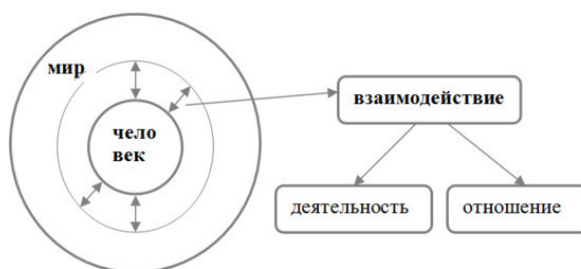 мир
чело
век
взаимодействие
деятельность
отношение